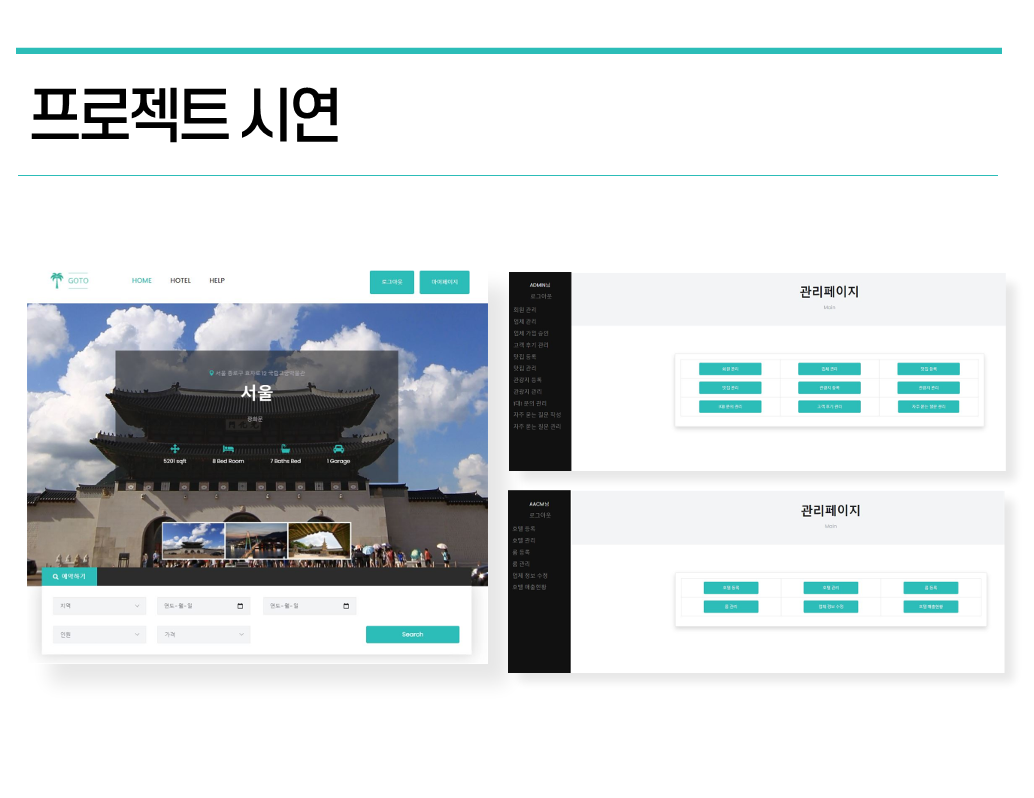 프로젝트 시연
GOTO
HOME
HOTEL
HELP
로그아웃
마이페이지
서울 종로구 효자로 12 국립고궁박물관
서울
광화문
5201 sqft
8 Bed Room
7 Baths Bed
1 Garage
예약하기
지역
연도-월-일
연도-월-일
인원
가격
Search
ADMIN님
로그아웃
회원 관리
업체 관리
업체 가입 승인
고객 후기 관리
맛집 등록
맛집 관리
관광지 등록
관광지 관리
1:1 문의 관리
자주 묻는 질문 작성
자주 묻는 질문 관리
관리페이지
Main
회원 관리
업체 관리
맛집 등록
맛집 관리
관광지 등록
관광지 관리
1:1 문의 관리
고객 후기 관리
자주 묻는 질문 관리
AACM님
로그아웃
호텔 등록
호텔 관리
룸 등록
룸 관리
업체 정보 수정
호텔 매출현황
관리페이지
Main
호텔 등록
호텔 관리
룸 등록
룸 관리
업체 정보 수정
호텔 매출현황